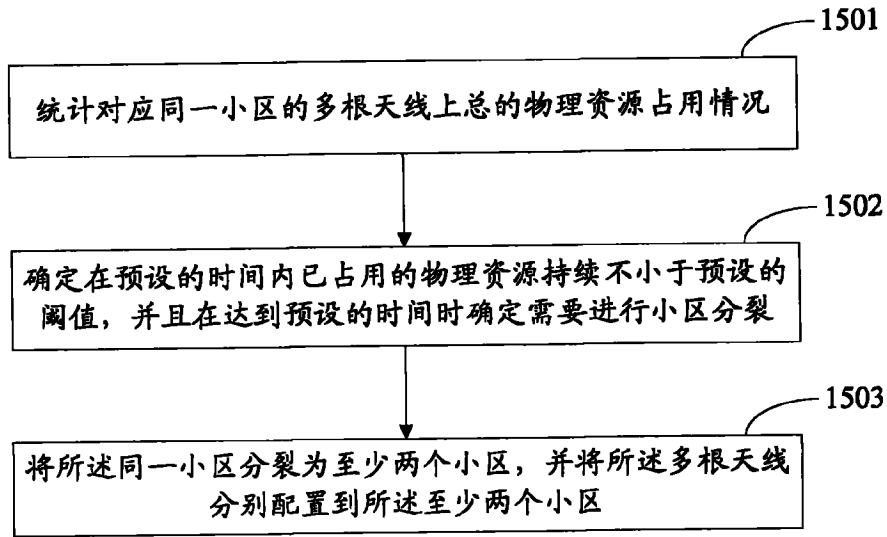 1501
统计对应同一小区的多根天线上总的物理资源占用情况
1502
确定在预设的时间内已占用的物理资源持续不小于预设的
阈值，并且在达到预设的时间时确定需要进行小区分裂
1503
将所述同一小区分裂为至少两个小区，并将所述多根天线
分别配置到所述至少两个小区